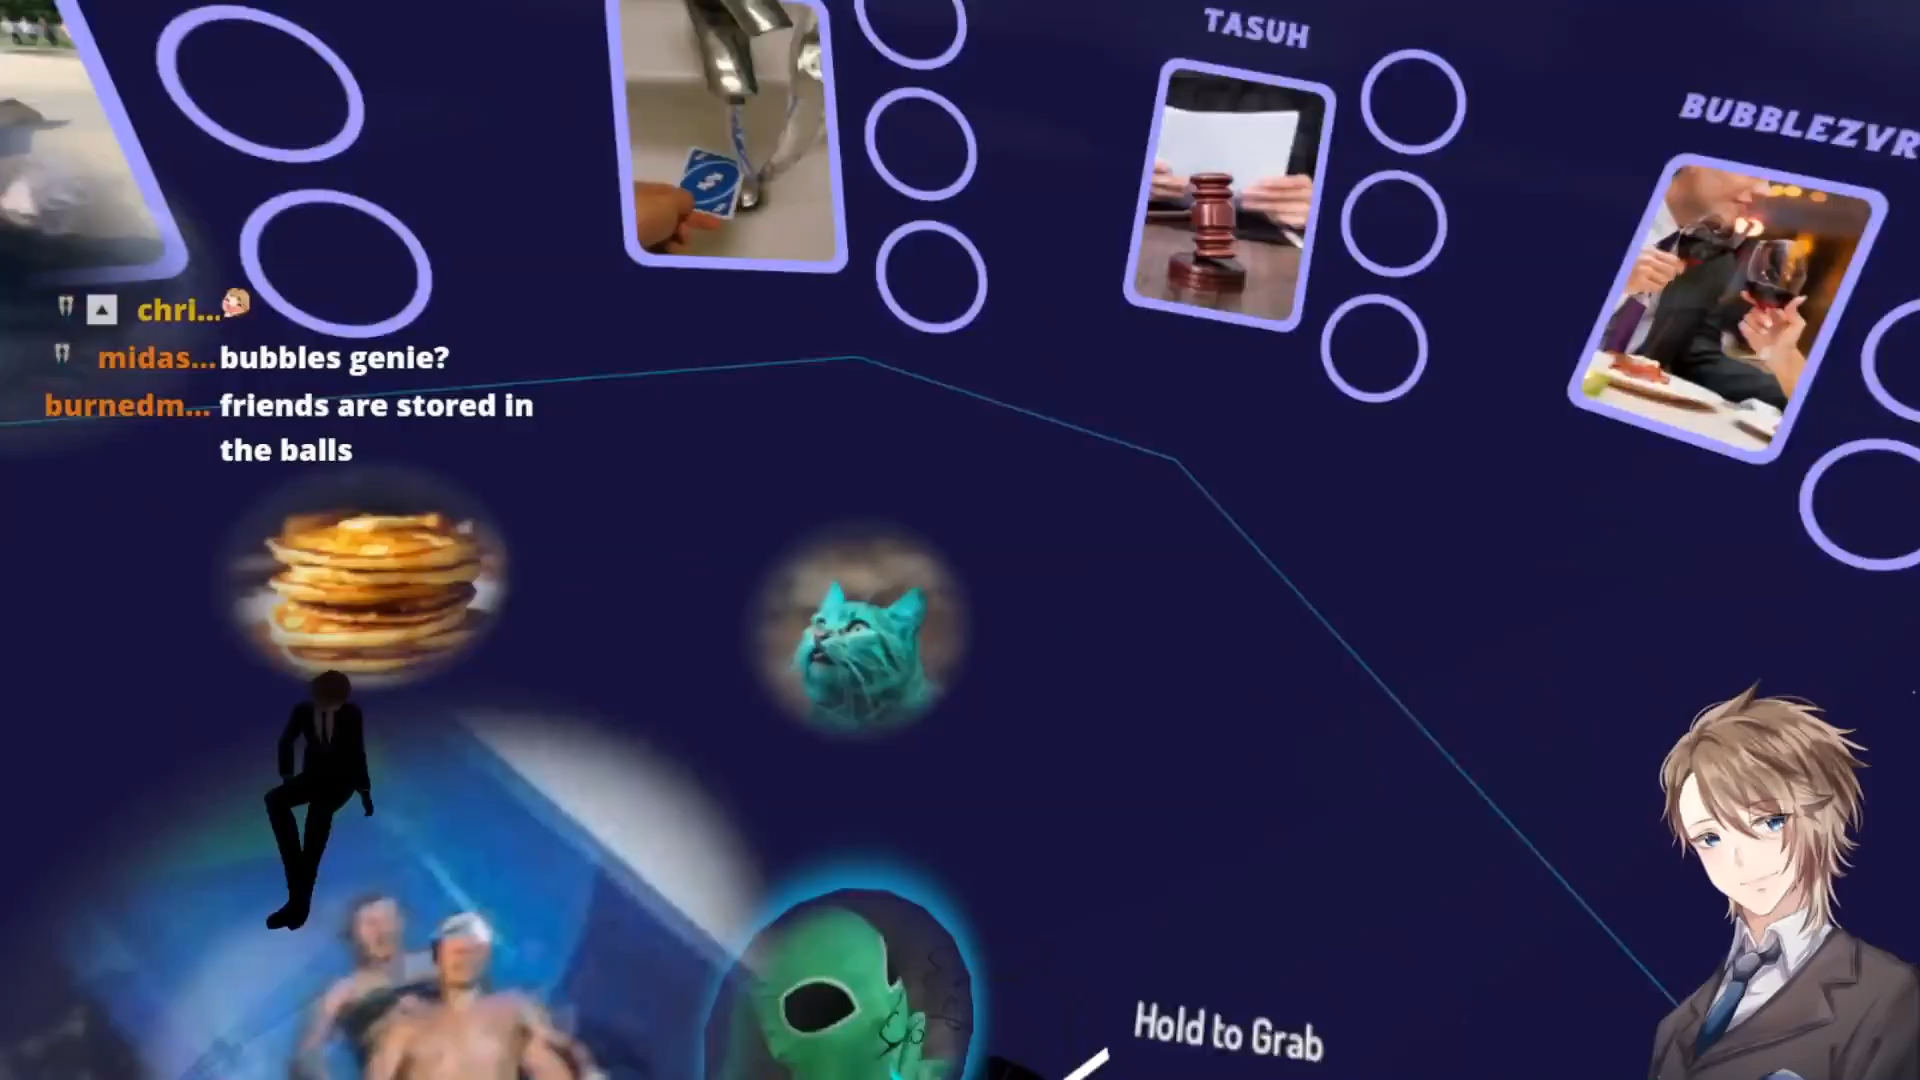 TASUH
BUBBLEZVR
chri...
midas... bubbles genie?
burnedm... friends are stored in
the balls
Hold to Grab